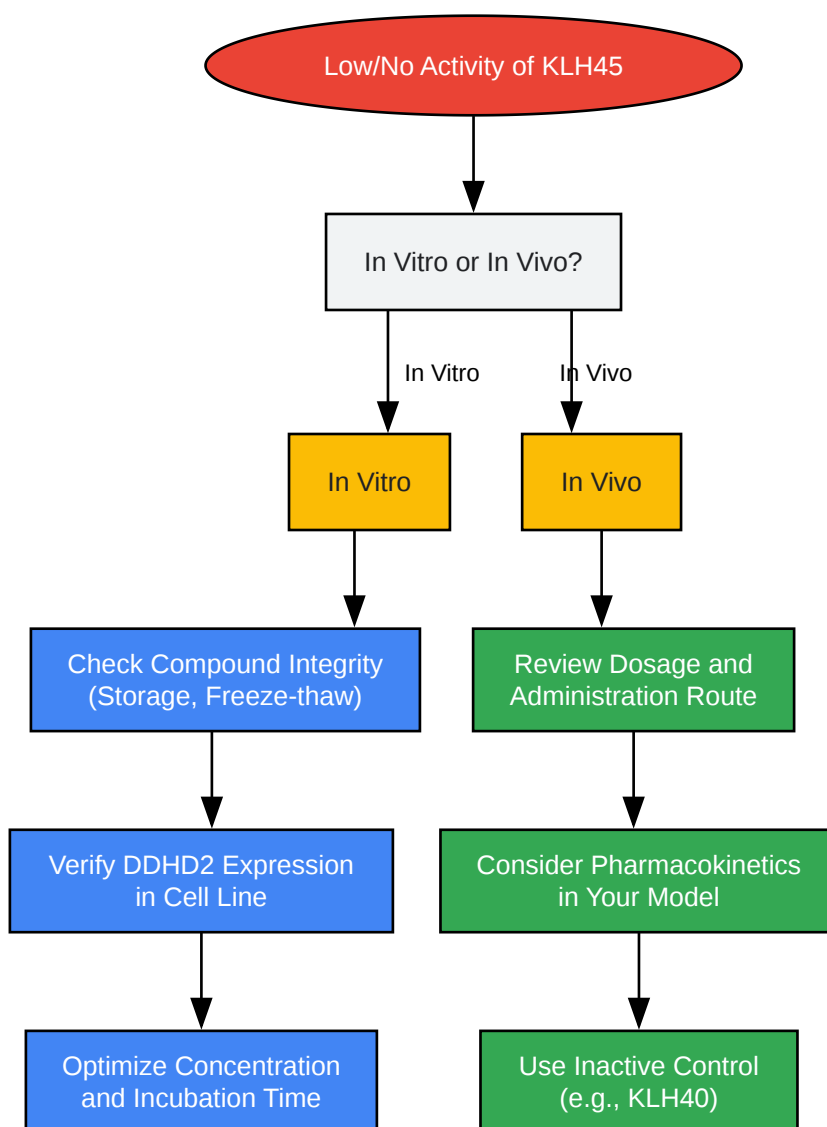 Low/No Activity of KLH45
In Vitro or In Vivo?
In Vitro
In Vivo
In Vitro
In Vivo
Check Compound Integrity
(Storage, Freeze-thaw)
Review Dosage and
Administration Route
Verify DDHD2 Expression
in Cell Line
Consider Pharmacokinetics
in Your Model
Optimize Concentration
and Incubation Time
Use Inactive Control
(e.g., KLH40)